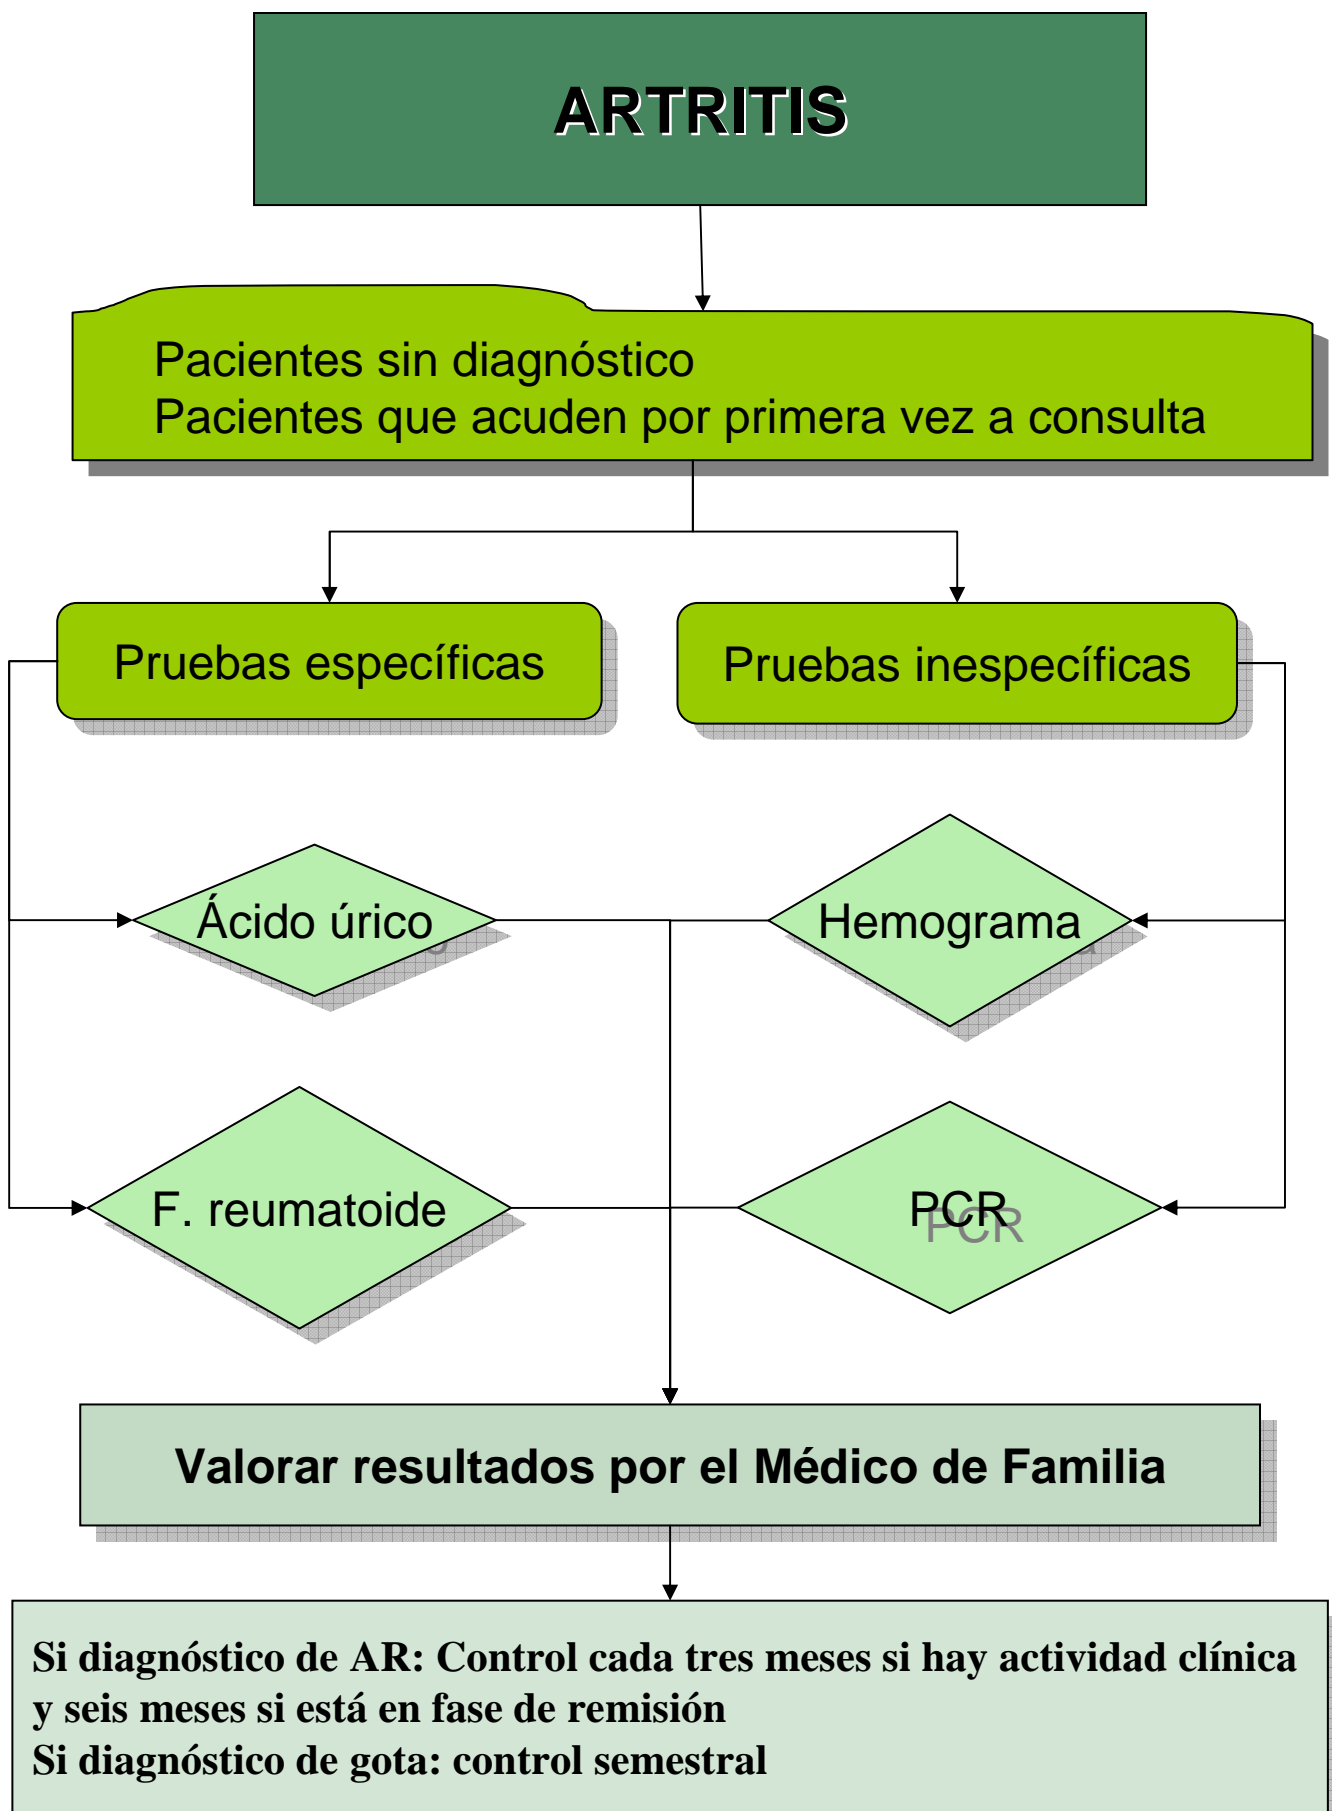 ARTRITIS
Pacientes sin diagnóstico
Pacientes que acuden por primera vez a consulta
Pruebas específicas
Pruebas inespecíficas
Ácido úrico
Hemograma
F. reumatoide
PCR
Valorar resultados por el Médico de Familia
Si diagnóstico de AR: Control cada tres meses si hay actividad clínica
y seis meses si está en fase de remisión
Si diagnóstico de gota: control semestral